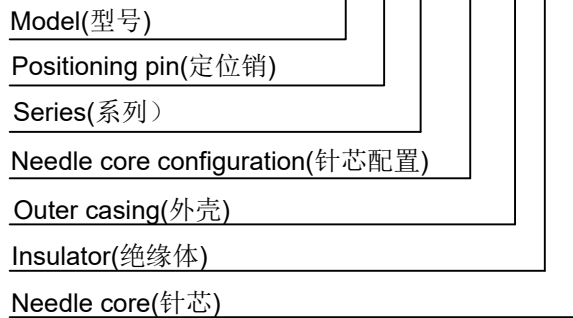 Model(型号)
Positioning pin(定位销)
Series(系列）
Needle core configuration(针芯配置)
Outer casing(外壳)
Insulator(绝缘体)
Needle core(针芯)